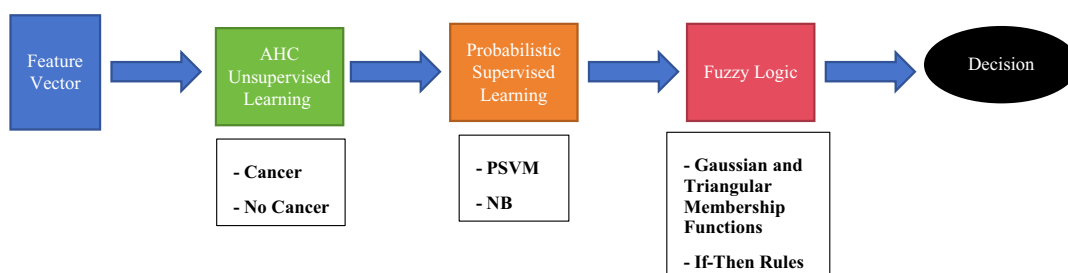 Feature
Vector
AHC
Unsupervised
Learning
Probabilistic
Supervised
Learning
Fuzzy Logic
Decision
- Cancer
- No Cancer
- PSVM
- NB
- Gaussian and
Triangular
Membership
Functions
- If-Then Rules